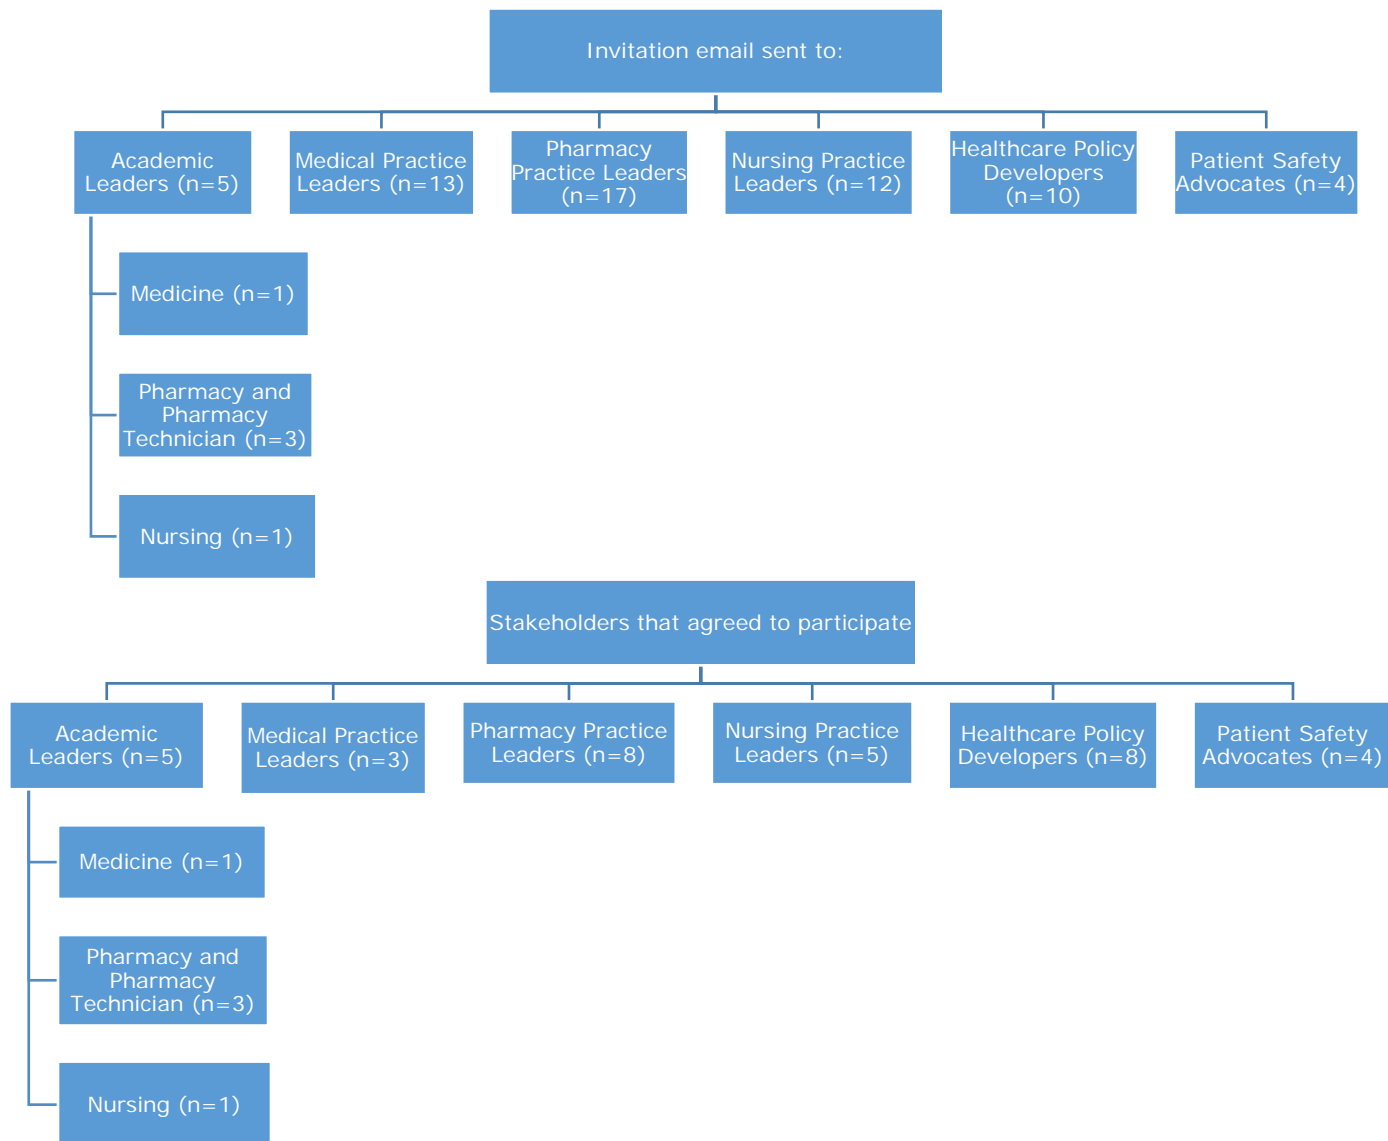 Invitation email sent to:
Academic
Leaders (n=5)
Medical Practice
Leaders (n=13)
Pharmacy
Practice Leaders
(n=17)
Nursing Practice
Leaders (n=12)
Healthcare Policy
Developers
(n=10)
Patient Safety
Advocates (n=4)
Medicine (n=1)
Pharmacy and
Pharmacy
Technician (n=3)
Nursing (n=1)
Stakeholders that agreed to participate
Academic
Leaders (n=5)
Medical Practice
Leaders (n=3)
Pharmacy Practice
Leaders (n=8)
Nursing Practice
Leaders (n=5)
Healthcare Policy
Developers (n=8)
Patient Safety
Advocates (n=4)
Medicine (n=1)
Pharmacy and
Pharmacy
Technician (n=3)
Nursing (n=1)